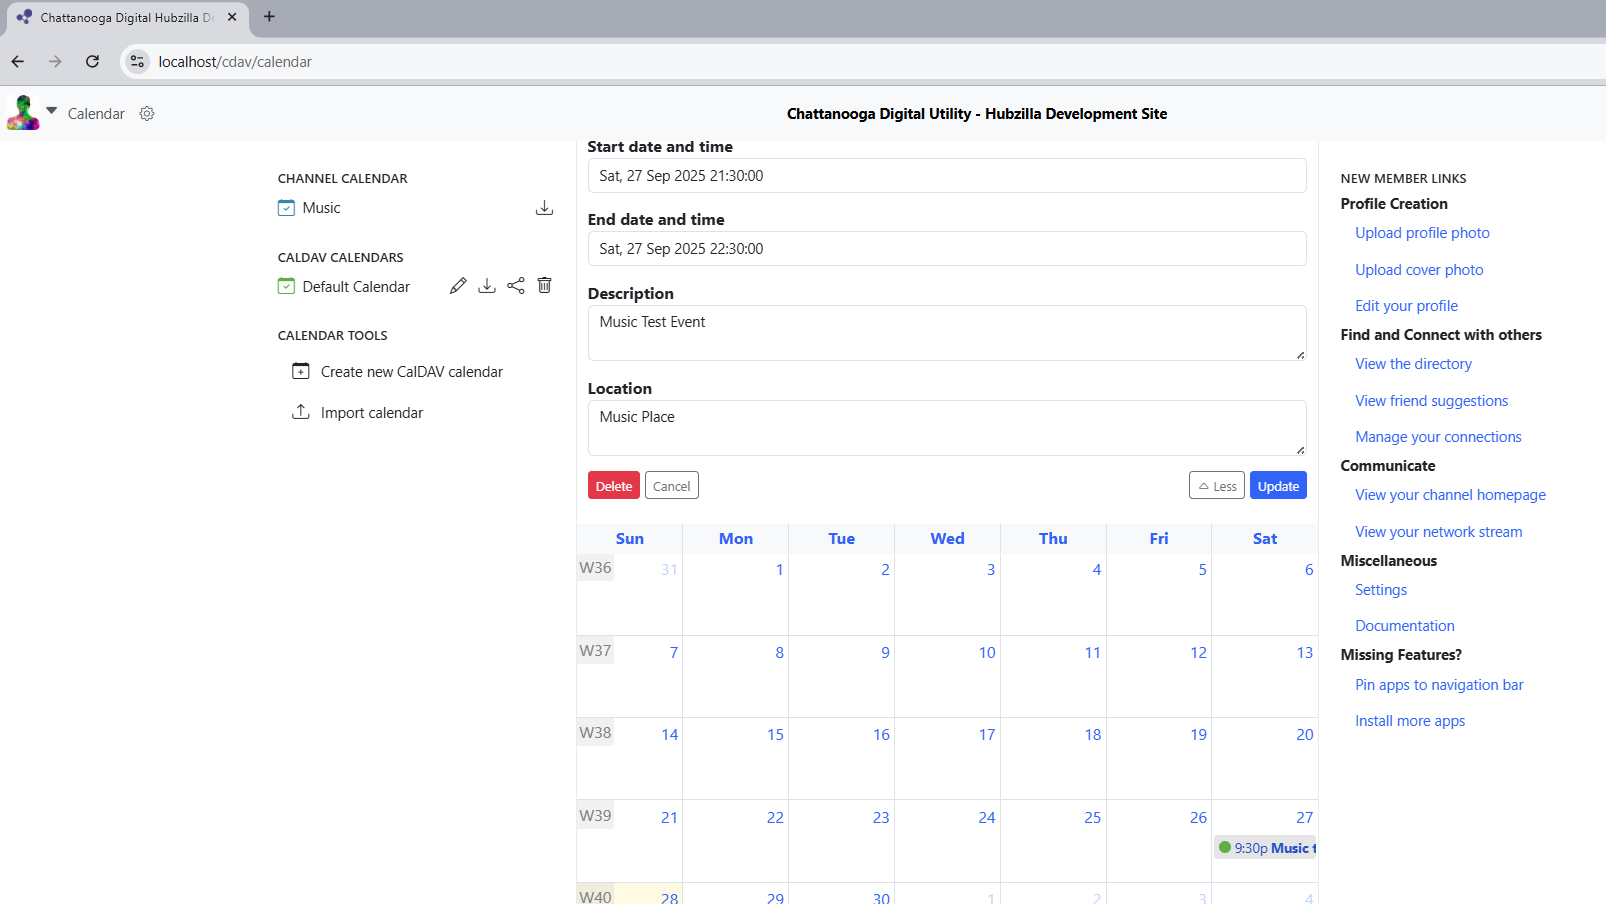 Chattanooga Digital Hubzilla De
localhost/cdav/calendar
Calendar
Chattanooga Digital Utility - Hubzilla Development Site
CHANNEL CALENDAR
Music
CALDAV CALENDARS
Default Calendar
CALENDAR TOOLS
Create new CalDAV calendar
Import calendar
Start date and time
Sat, 27 Sep 2025 21:30:00
End date and time
Sat, 27 Sep 2025 22:30:00
Description
Music Test Event
Location
Music Place
Delete Cancel Less Update
Sun Mon Tue Wed Thu Fri Sat
W36 31 1 2 3 4 5 6
W37 7 8 9 10 11 12 13
W38 14 15 16 17 18 19 20
W39 21 22 23 24 25 26 27
9:30p Music t
W40 28 29 30 1 2 3 4
NEW MEMBER LINKS
Profile Creation
Upload profile photo
Upload cover photo
Edit your profile
Find and Connect with others
View the directory
View friend suggestions
Manage your connections
Communicate
View your channel homepage
View your network stream
Miscellaneous
Settings
Documentation
Missing Features?
Pin apps to navigation bar
Install more apps